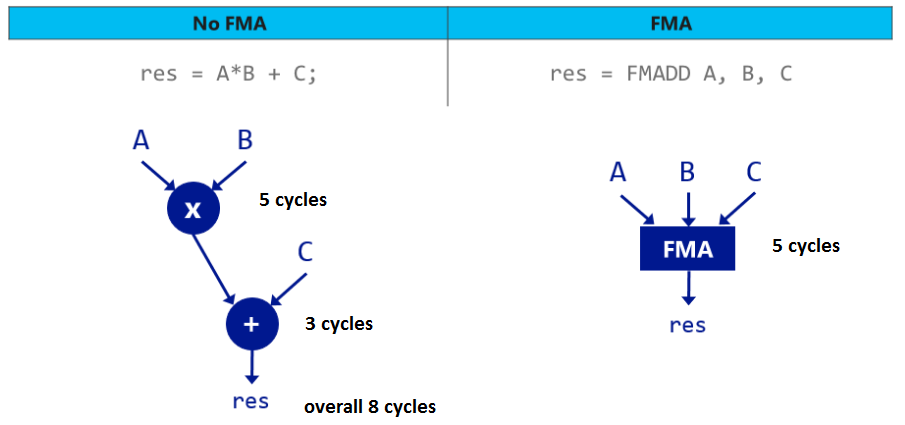 No FMA
FMA
res = A*B + C;
res = FMADD A, B, C
A
B
x
5 cycles
C
+
3 cycles
res
overall 8 cycles
A
B
C
FMA
5 cycles
res